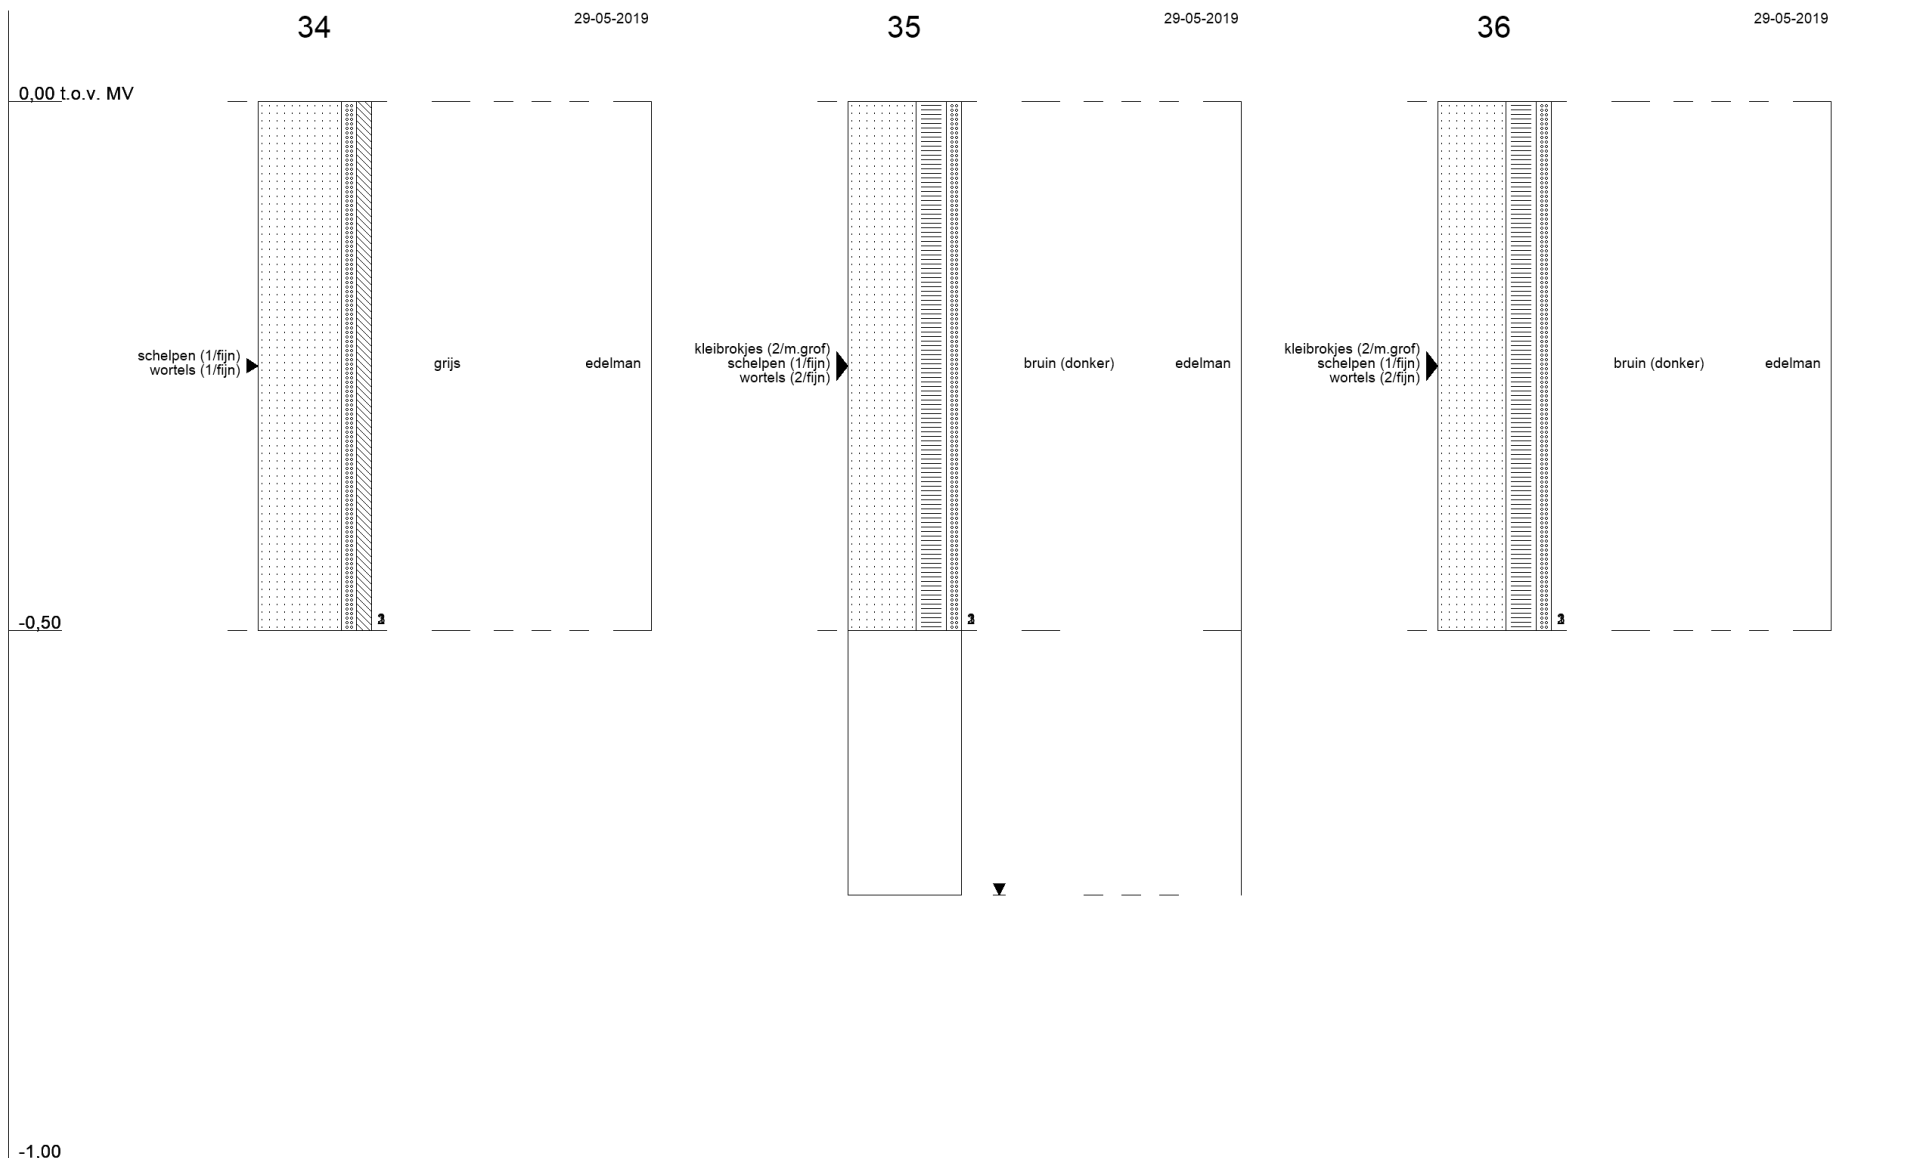 34
29-05-2019
35
29-05-2019
36
29-05-2019
0,00 t.o.v. MV
schelpen (1/fijn)
wortels (1/fijn)
grijs
edelman
kleibrokjes (2/m.grof)
schelpen (1/fijn)
wortels (2/fijn)
bruin (donker)
edelman
kleibrokjes (2/m.grof)
schelpen (1/fijn)
wortels (2/fijn)
bruin (donker)
edelman
-0,50
-1,00